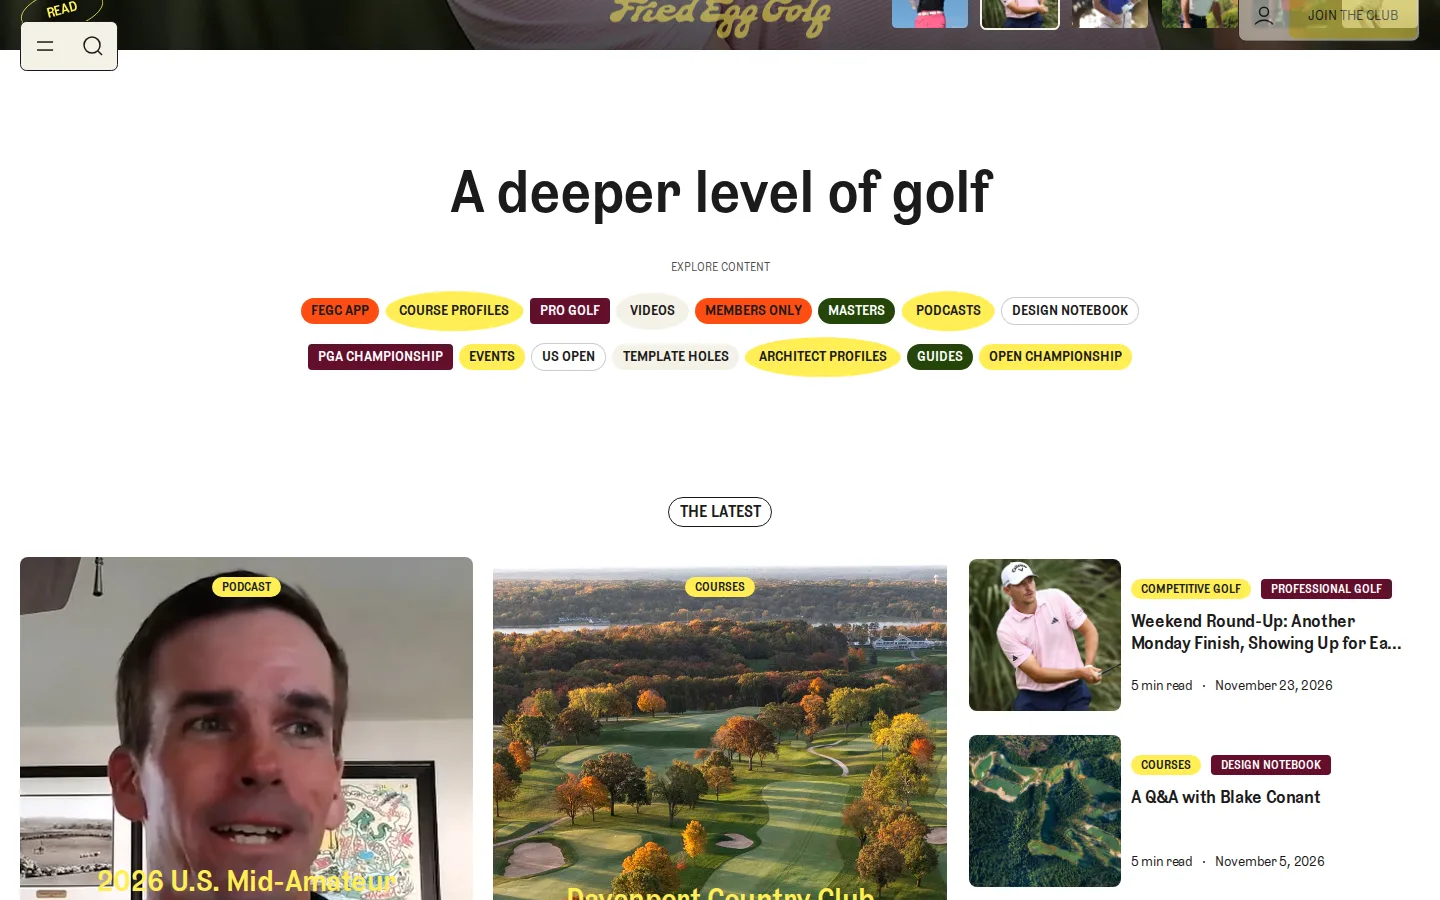 READ
Fried Egg Golf
JOIN THE CLUB
A deeper level of golf
EXPLORE CONTENT
FEGC APP COURSE PROFILES PRO GOLF VIDEOS MEMBERS ONLY MASTERS PODCASTS DESIGN NOTEBOOK
PGA CHAMPIONSHIP EVENTS US OPEN TEMPLATE HOLES ARCHITECT PROFILES GUIDES OPEN CHAMPIONSHIP
THE LATEST
PODCAST
2026 U.S. Mid-Amateur
COURSES
Davenport Country Club
COMPETITIVE GOLF PROFESSIONAL GOLF
Weekend Round-Up: Another
Monday Finish, Showing Up for Ea...
5 min read · November 23, 2026
COURSES DESIGN NOTEBOOK
A Q&A with Blake Conant
5 min read · November 5, 2026